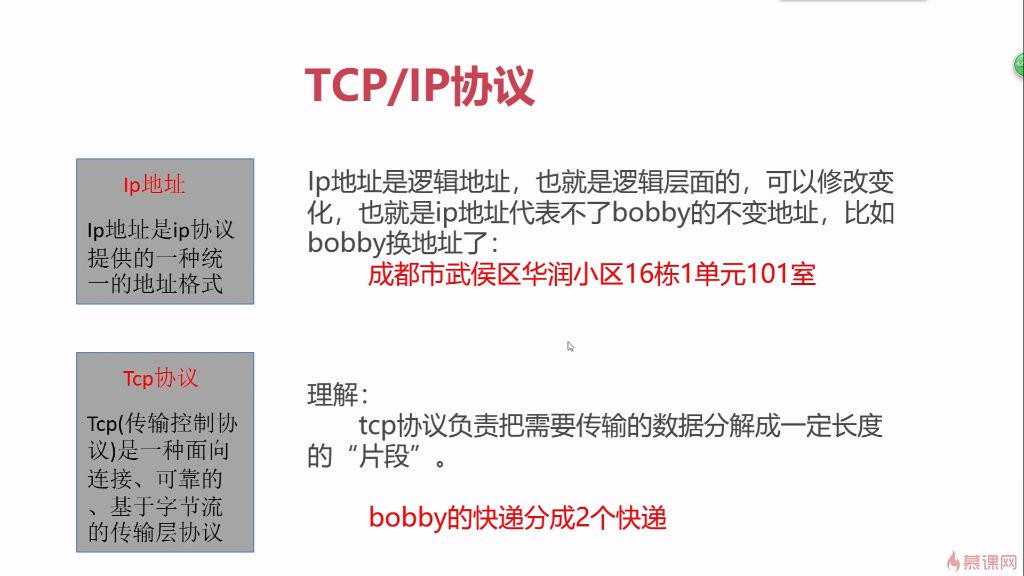 TCP/IP协议
Ip地址
Ip地址是ip协议
提供的一种统
一的地址格式
Ip地址是逻辑地址，也就是逻辑层面的，可以修改变
化，也就是ip地址代表不了bobby的不变地址，比如
bobby换地址了：
成都市武侯区华润小区16栋1单元101室
Tcp协议
Tcp(传输控制协
议)是一种面向
连接、可靠的
、基于字节流
的传输层协议
理解：
tcp协议负责把需要传输的数据分解成一定长度
的“片段”。
bobby的快递分成2个快递
慕课网